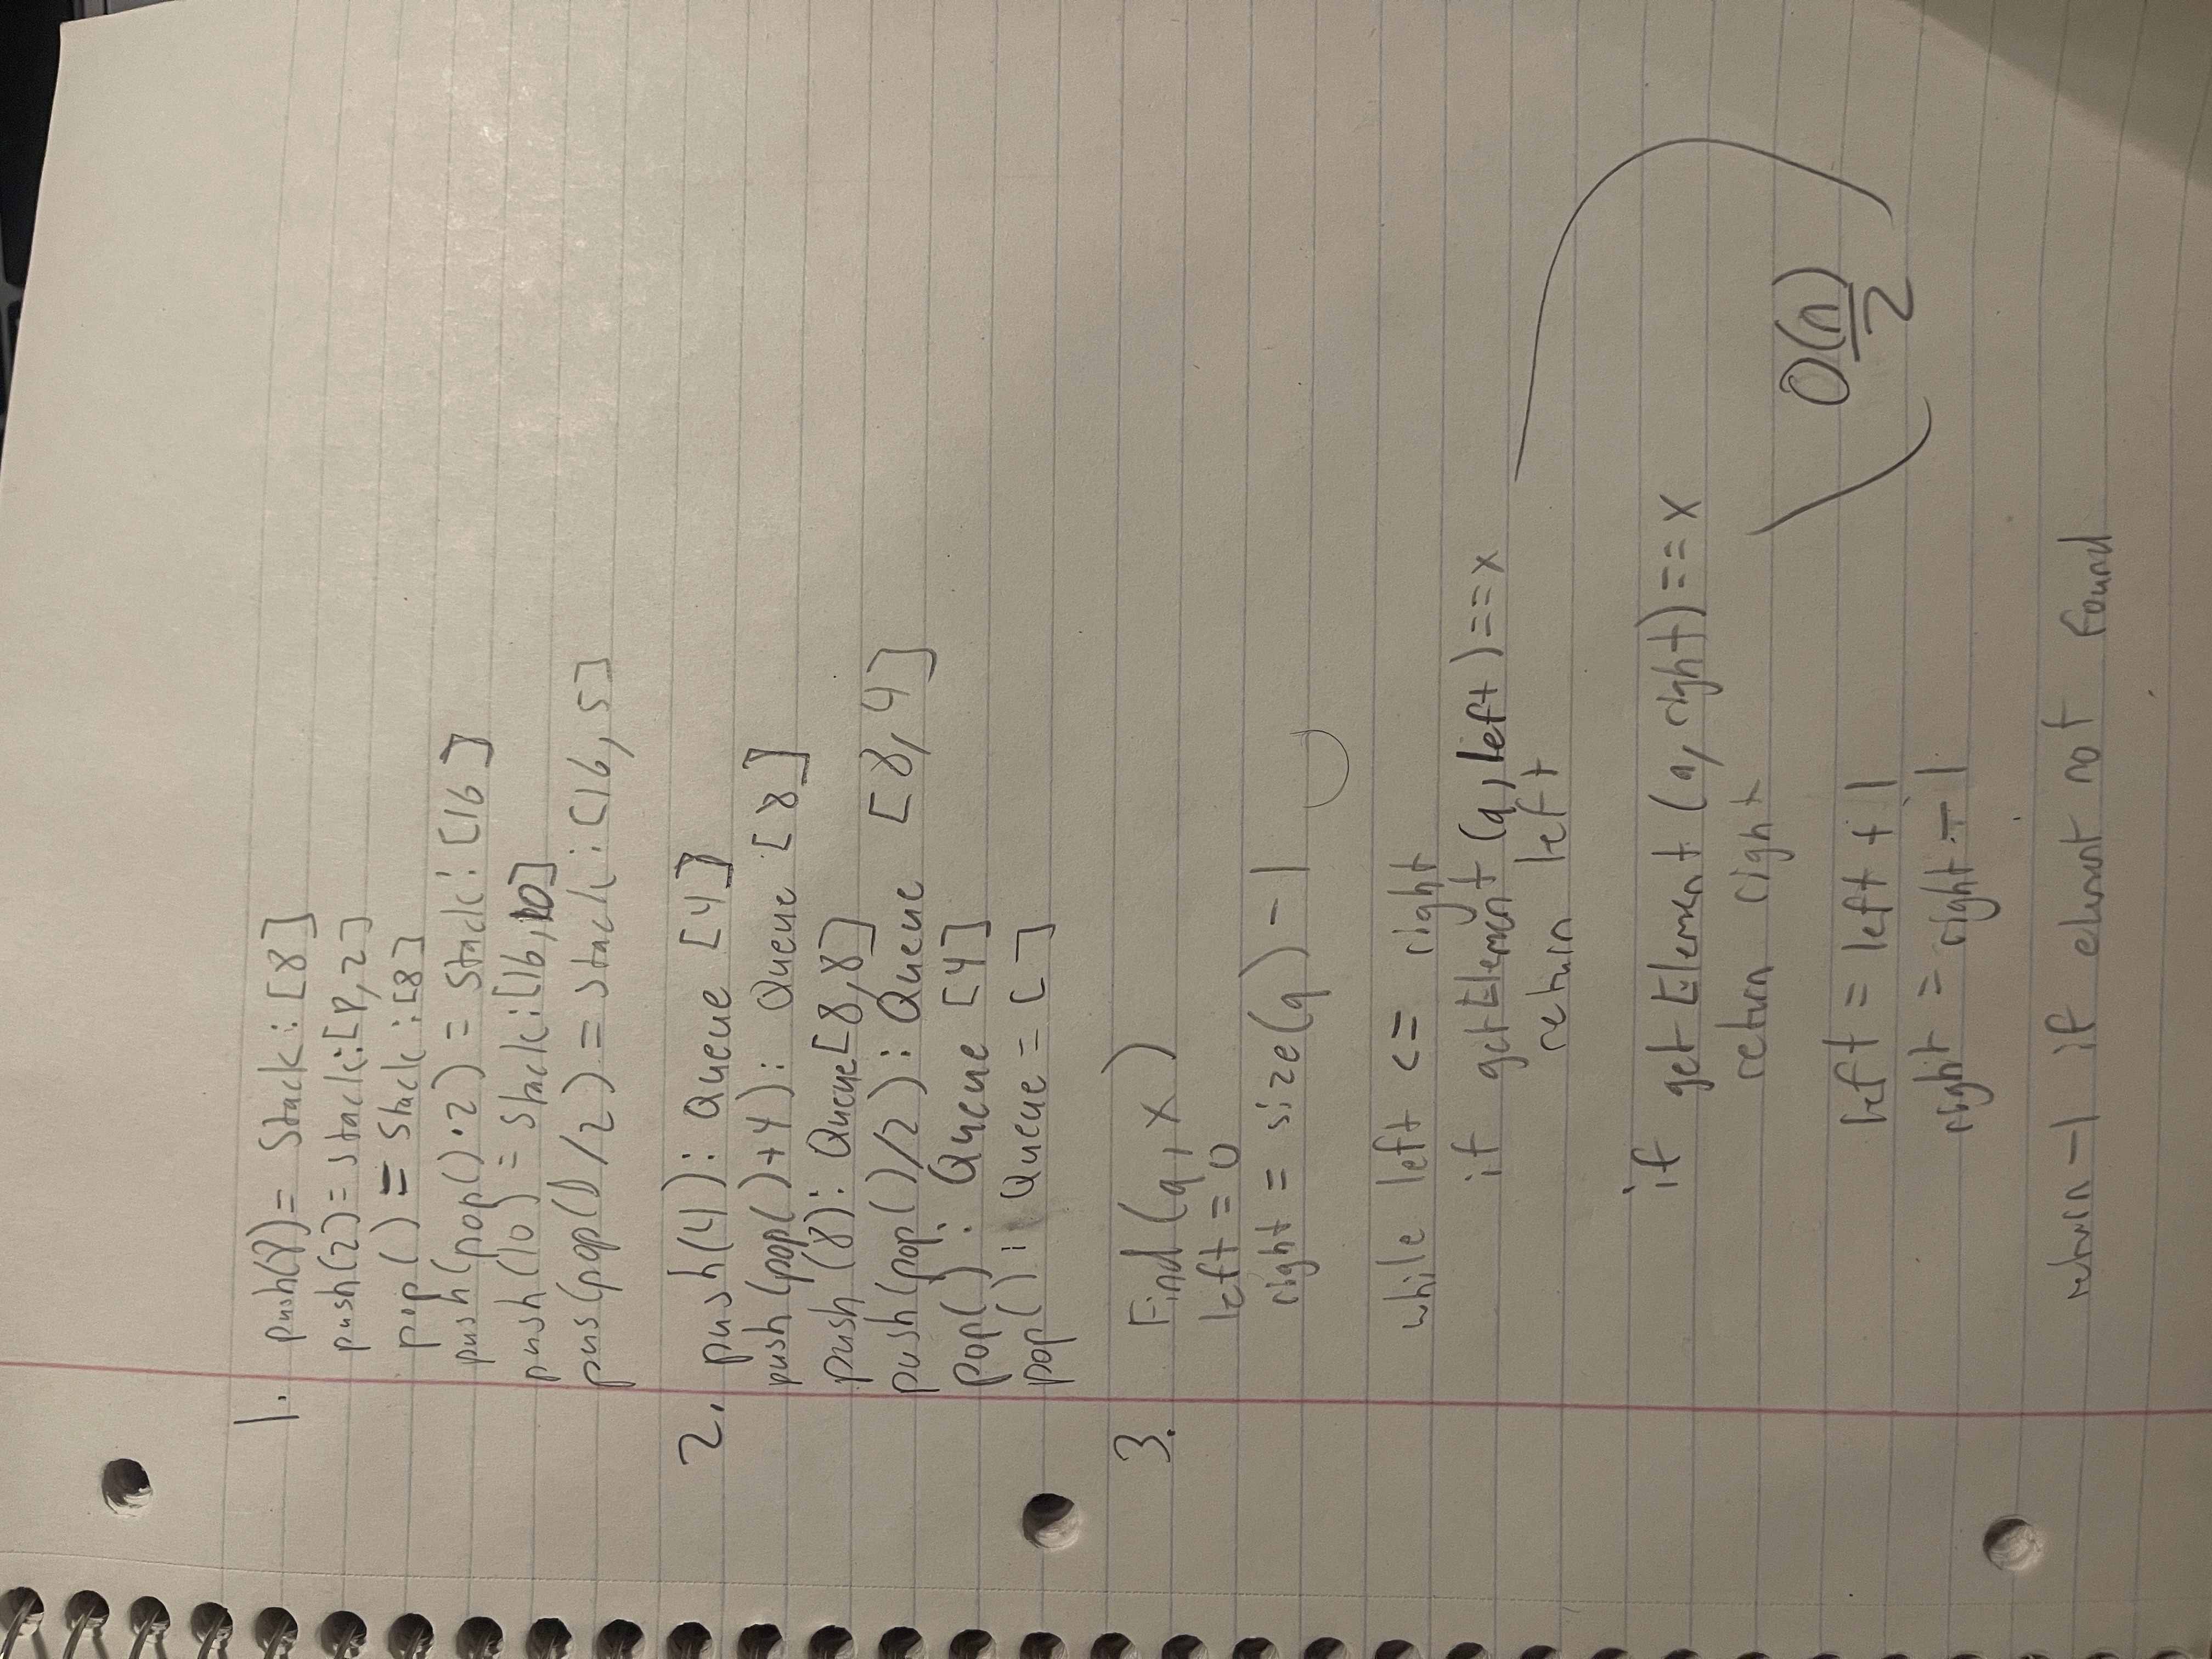 1. push(8)= Stack: [8]
push(2)= Stack:[8,2]
pop() = Stack:[8]
push(pop()·2) = Stack: [16]
push(10) = Stack:[16,10]
pus(pop()/2) = Stack: [16, 5]
2. push(4): Queue [4]
push(pop()+4): Queue [8]
push (8): Queue[8,8]
push(pop()/2): Queue [8,4]
pop(): Queue [4]
pop(): Queue = [ ]
3. Find (q, x)
left = 0
right = size(q) - 1
while left <= right
if getElement (q, left)==x
return left
if getElement (q, right)==x
return right
O(n)
2
left = left + 1
right = right - 1
return -1 if element not found